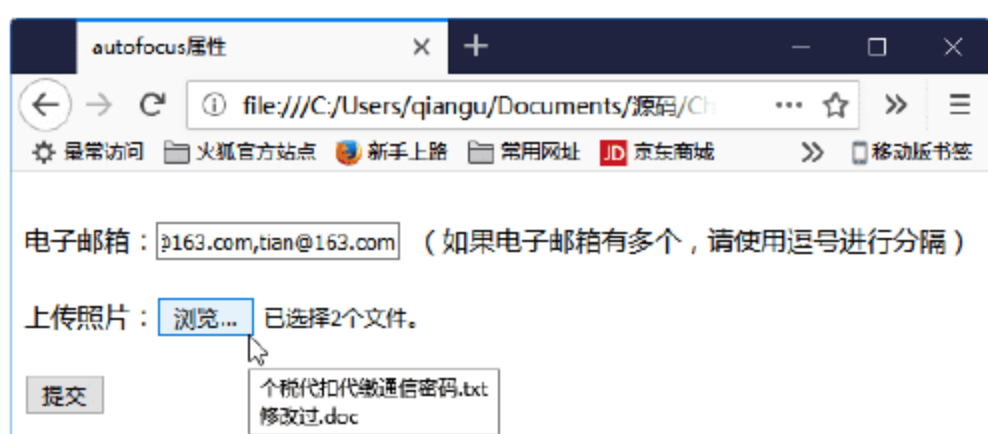 autofocus属性
file:///C:/Users/qiangu/Documents/源码/Ch
最常访问 火狐官方站点 新手上路 常用网址 JD 京东商城 移动版书签
电子邮箱：@163.com,tian@163.com （如果电子邮箱有多个，请使用逗号进行分隔）
上传照片：浏览... 已选择2个文件。
提交
个税代扣代缴通信密码.txt
修改过.doc